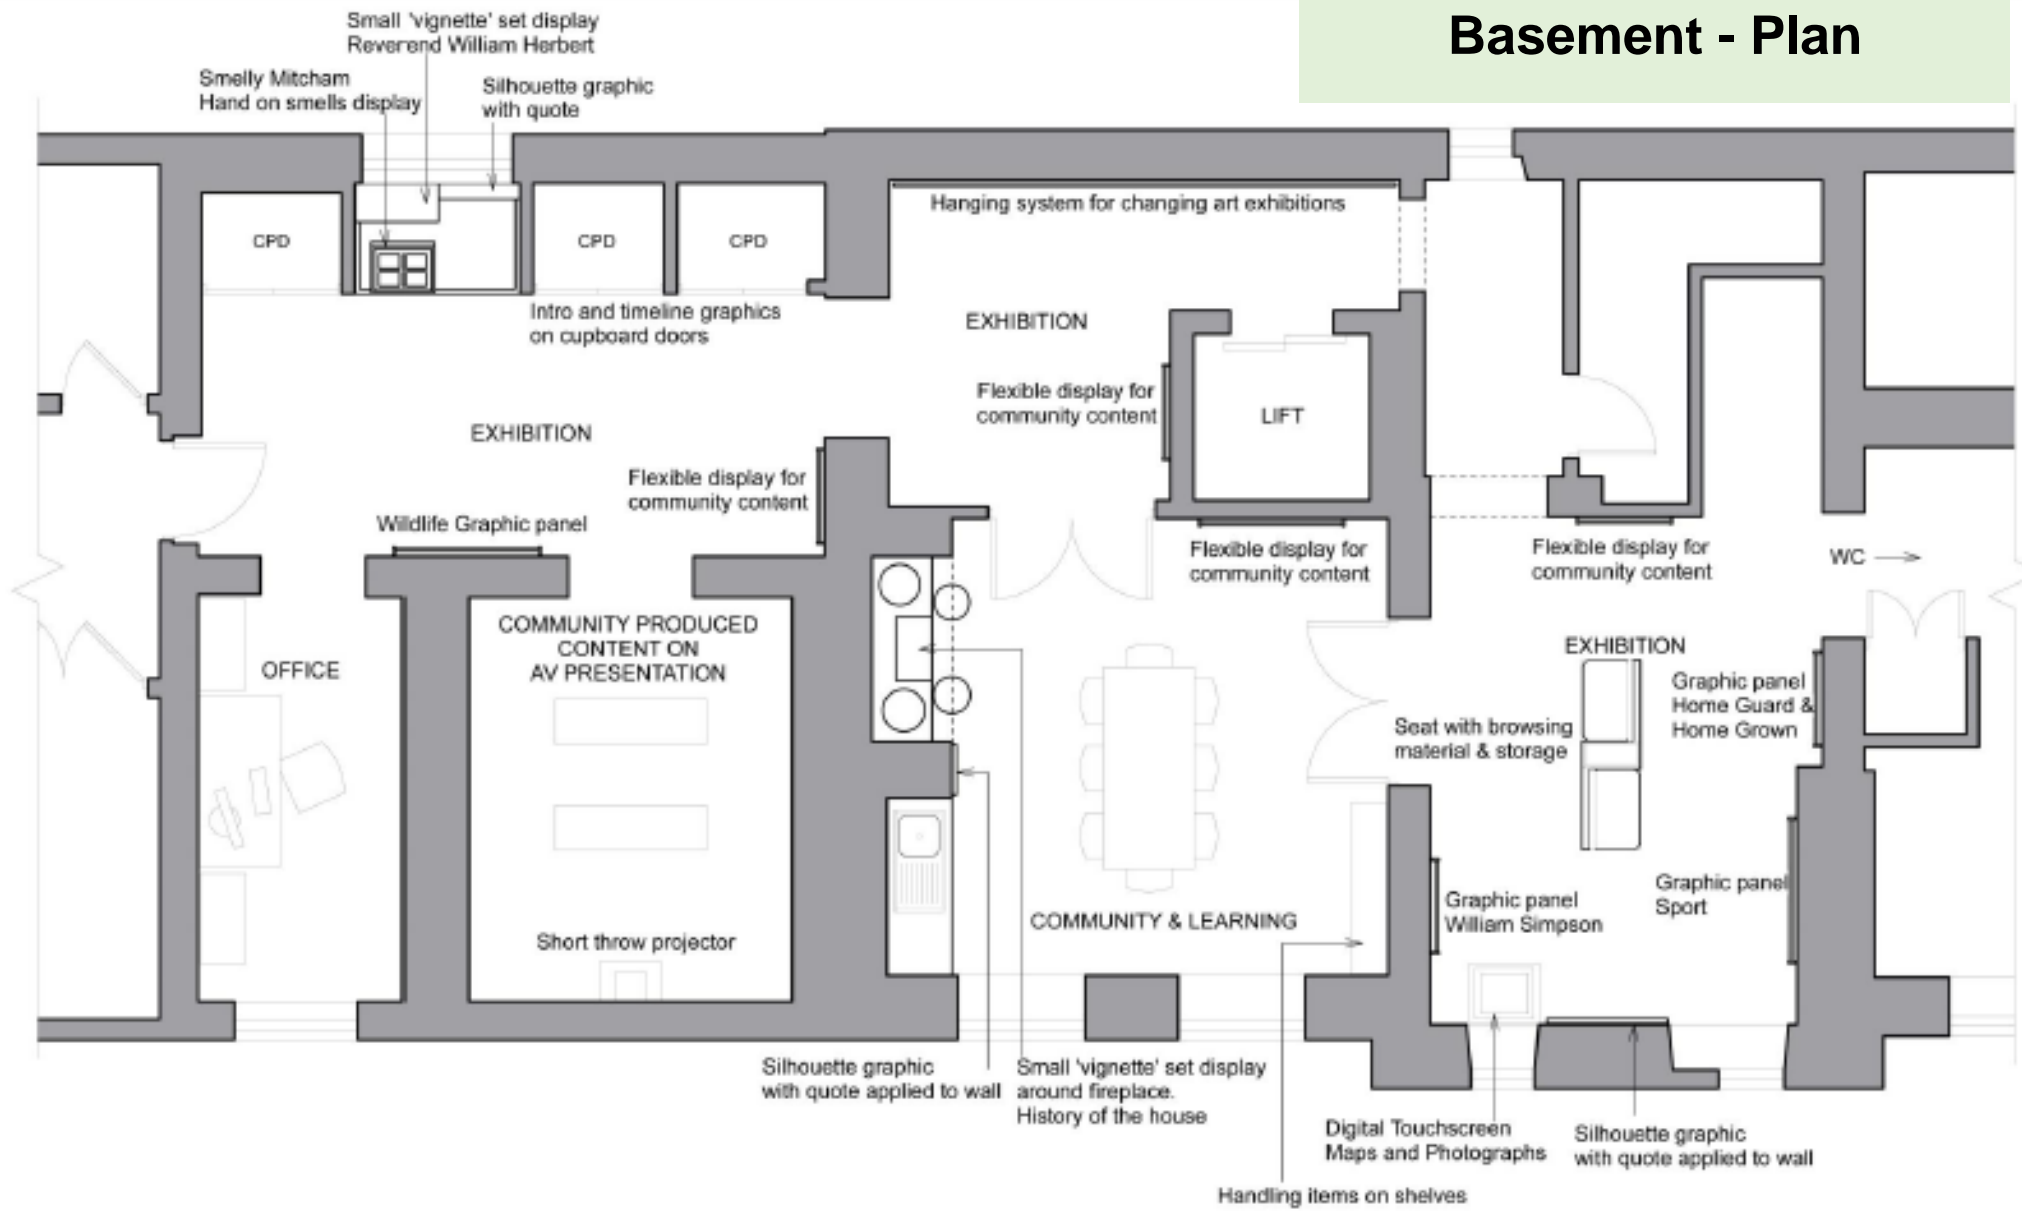 Basement - Plan
Small 'vignette' set display
Reverend William Herbert
Smelly Mitcham
Hand on smells display
Silhouette graphic
with quote
CPD
CPD
CPD
Intro and timeline graphics
on cupboard doors
Hanging system for changing art exhibitions
EXHIBITION
Flexible display for
community content
LIFT
EXHIBITION
Flexible display for
community content
Wildlife Graphic panel
Flexible display for
community content
Flexible display for
community content
WC
OFFICE
COMMUNITY PRODUCED
CONTENT ON
AV PRESENTATION
Short throw projector
EXHIBITION
Graphic panel
Home Guard &
Home Grown
Seat with browsing
material & storage
Graphic panel
Sport
Graphic panel
William Simpson
COMMUNITY & LEARNING
Silhouette graphic
with quote applied to wall
Small 'vignette' set display
around fireplace.
History of the house
Digital Touchscreen
Maps and Photographs
Silhouette graphic
with quote applied to wall
Handling items on shelves